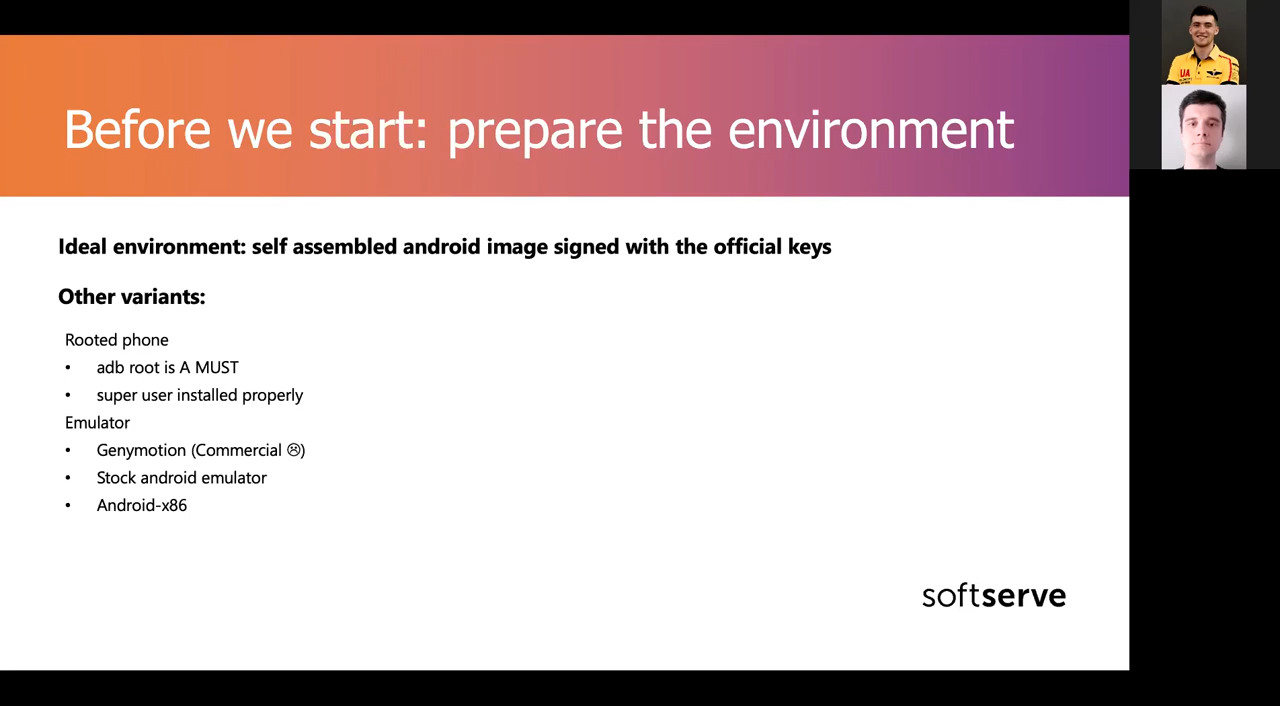 Before we start: prepare the environment
Ideal environment: self assembled android image signed with the official keys
Other variants:
Rooted phone
• adb root is A MUST
• super user installed properly
Emulator
• Genymotion (Commercial ☹)
• Stock android emulator
• Android-x86
softserve
UA